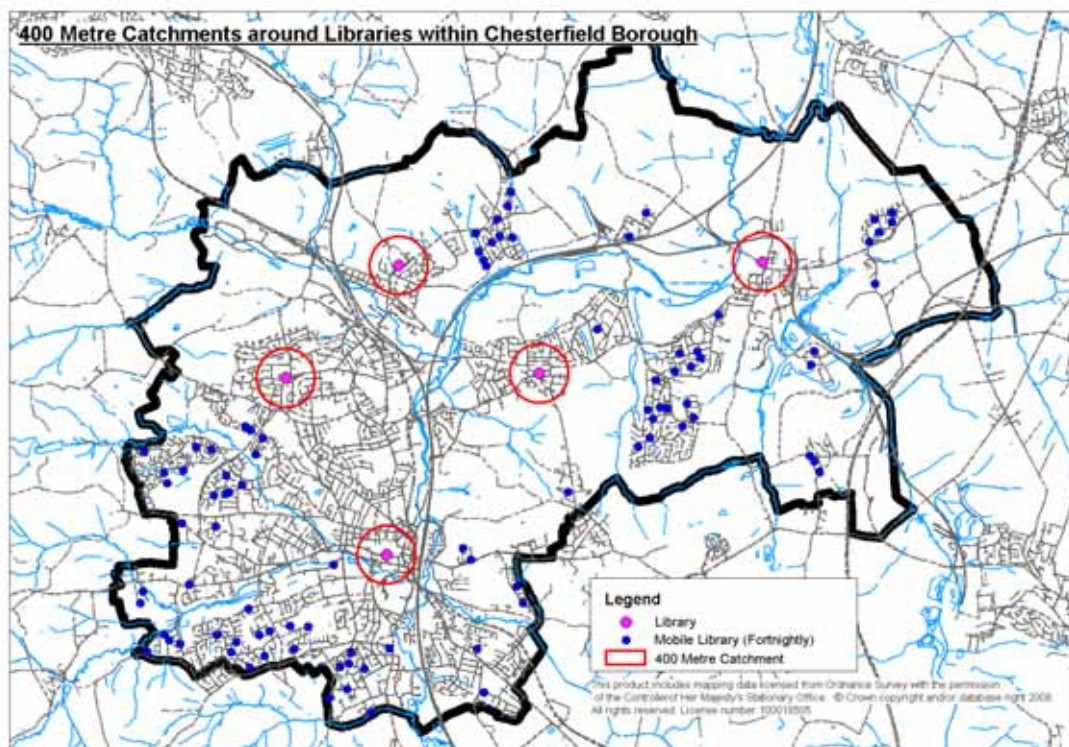 400 Metre Catchments around Libraries within Chesterfield Borough
Legend
Library
Mobile Library (Fortnightly)
400 Metre Catchment
This product includes mapping data licensed from Ordnance Survey with the permission
of the Controller of Her Majesty's Stationary Office. © Crown copyright and/or database right 2008.
All rights reserved. License number 100018505